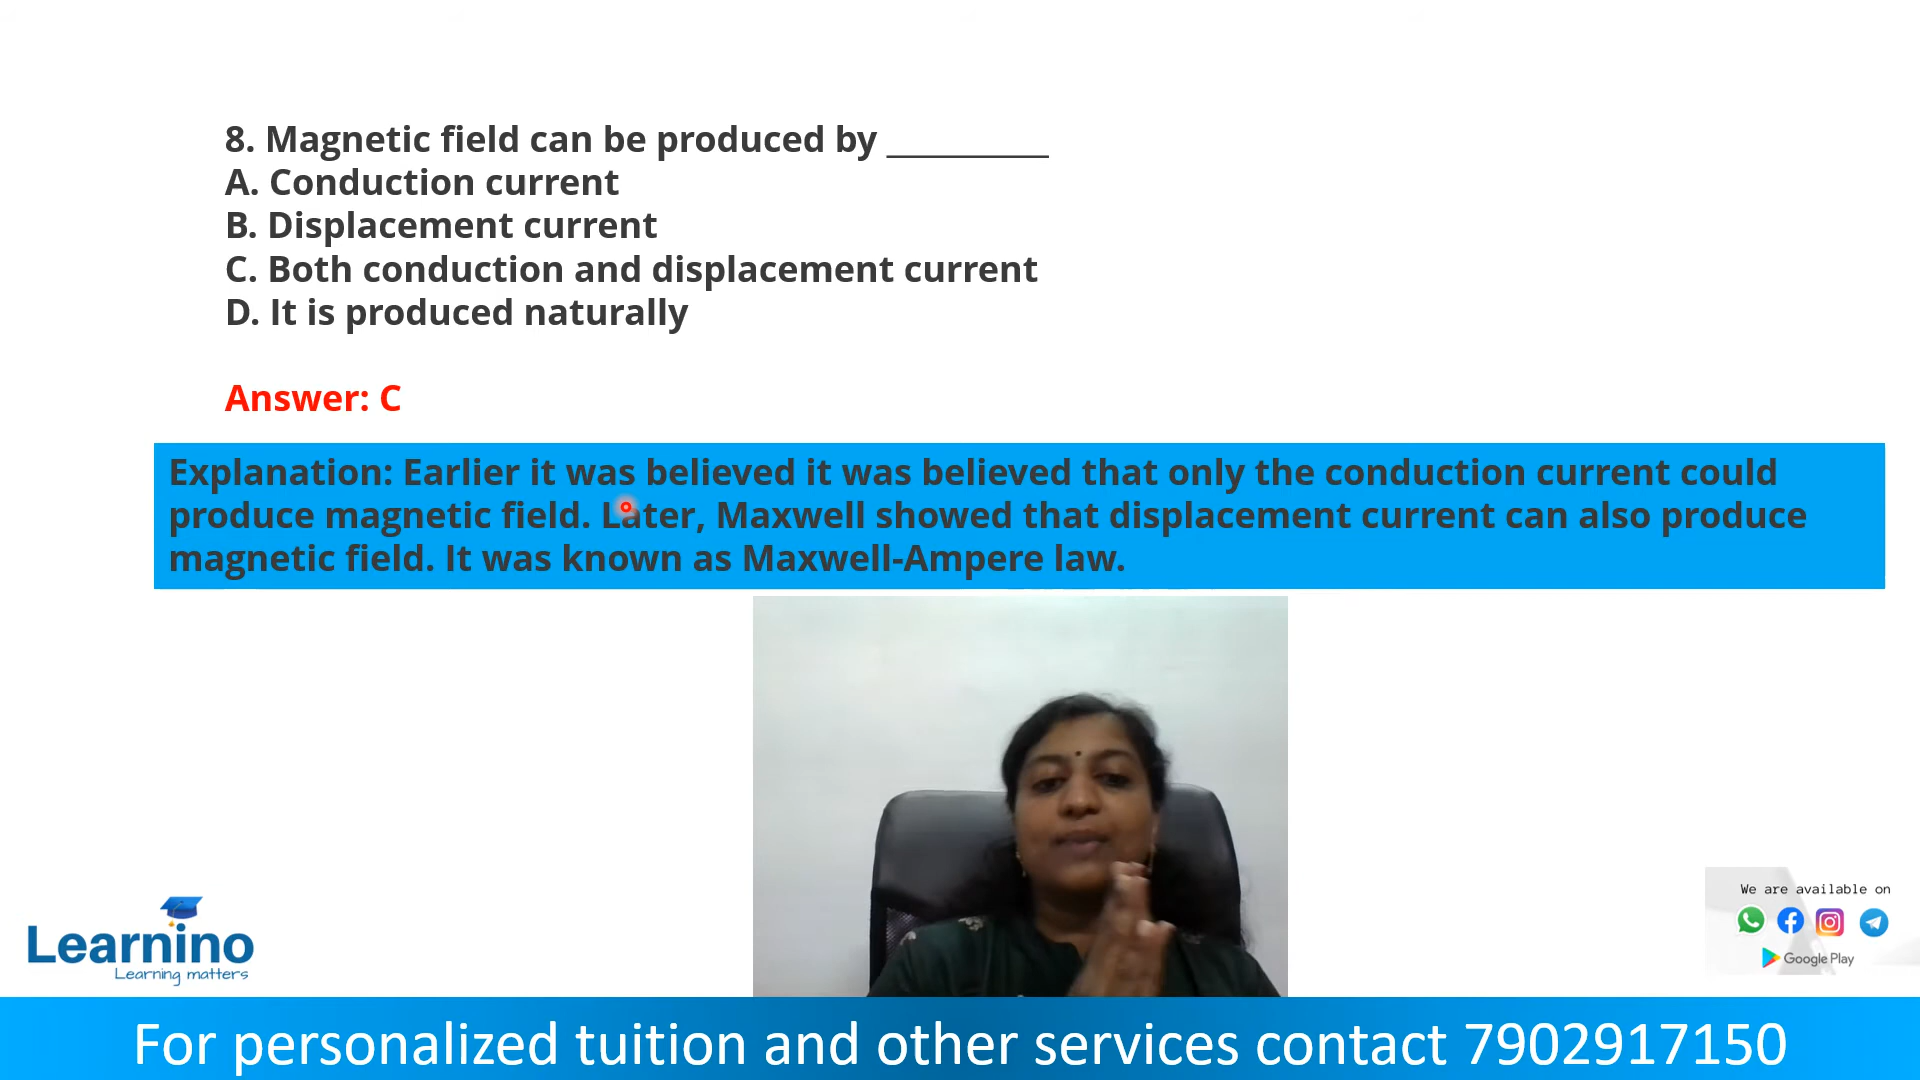 8. Magnetic field can be produced by ___________
A. Conduction current
B. Displacement current
C. Both conduction and displacement current
D. It is produced naturally
Answer: C
Explanation: Earlier it was believed it was believed that only the conduction current could
produce magnetic field. Later, Maxwell showed that displacement current can also produce
magnetic field. It was known as Maxwell-Ampere law.
We are available on
Google Play
Learnino
Learning matters
For personalized tuition and other services contact 7902917150